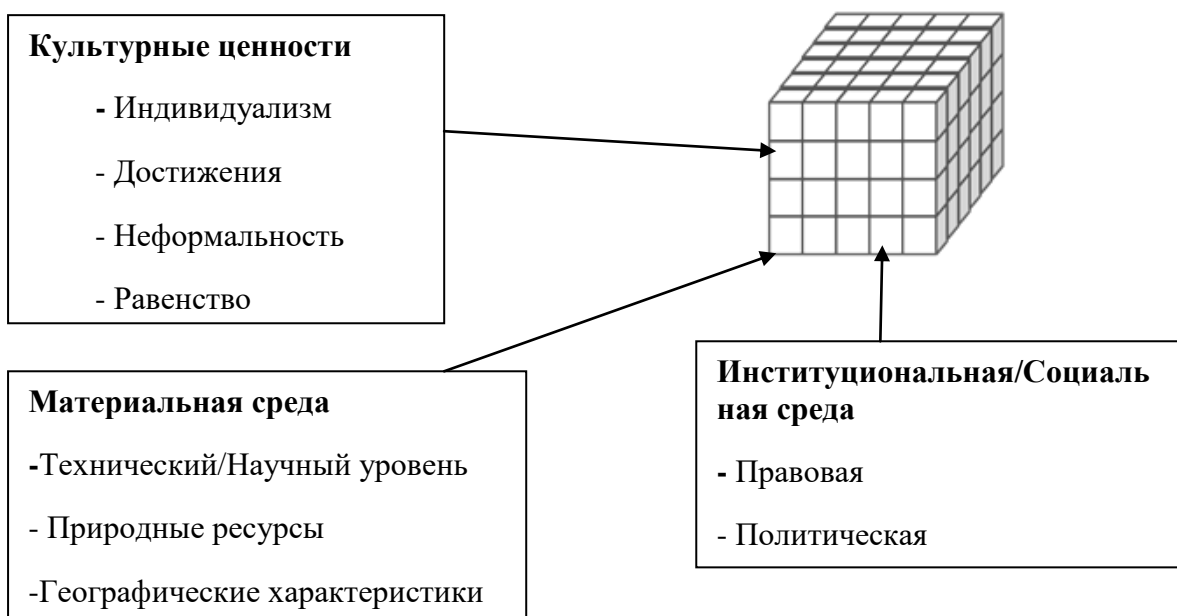 Культурные ценности
- Индивидуализм
- Достижения
- Неформальность
- Равенство
Материальная среда
-Технический/Научный уровень
- Природные ресурсы
-Географические характеристики
Институциональная/Социаль
ная среда
- Правовая
- Политическая